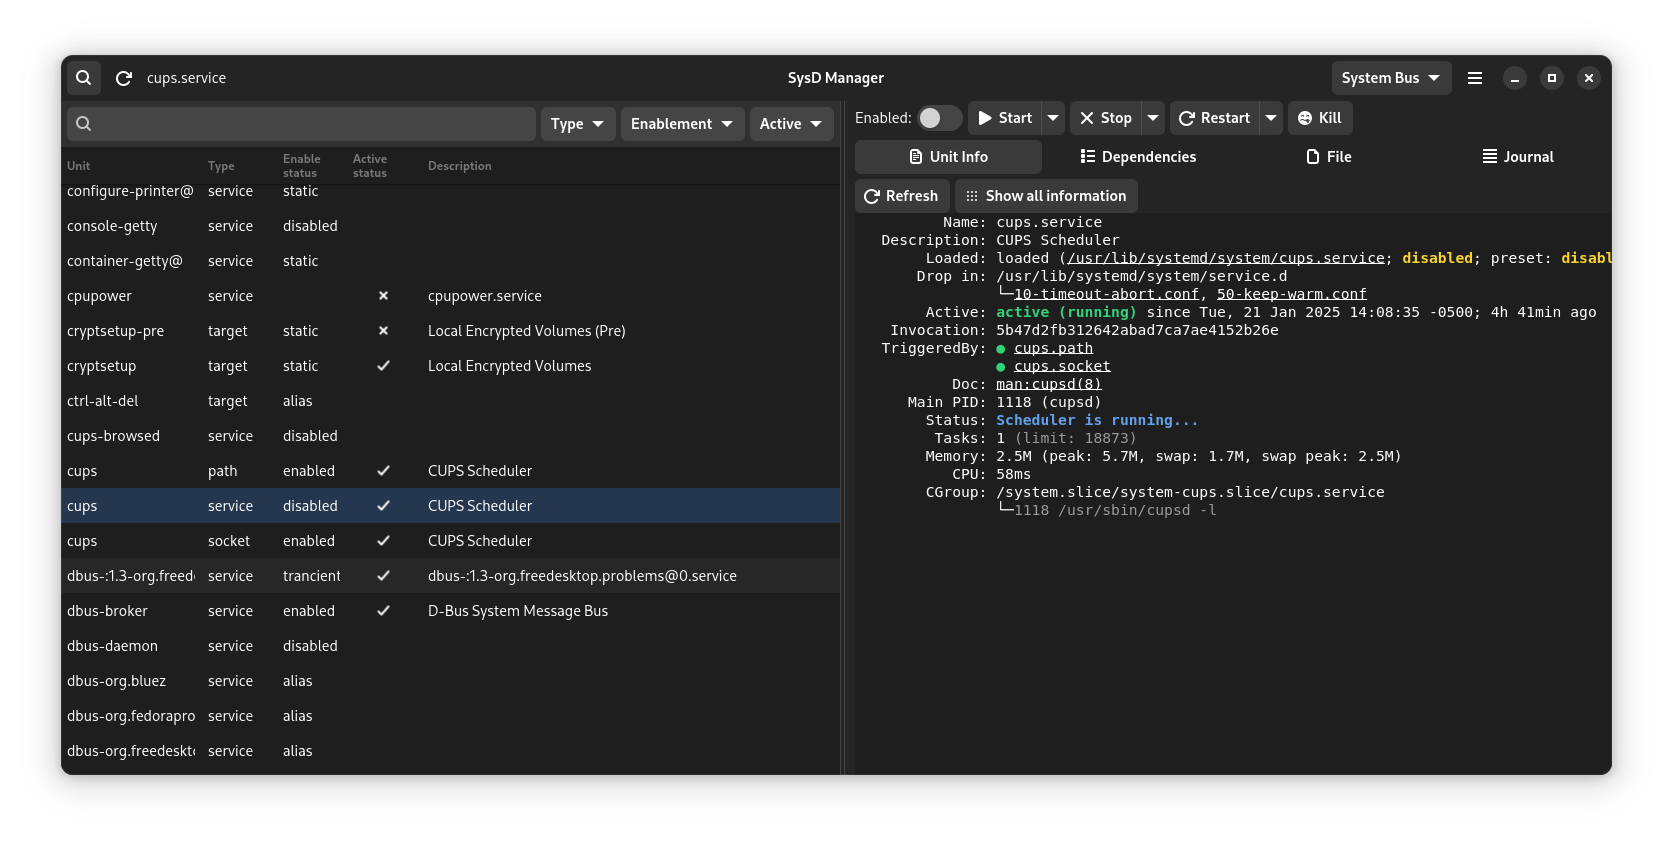 cups.service
SysD Manager
System Bus
Type
Enablement
Active
Unit Type Enable status Active status Description
configure-printer@ service static
console-getty service disabled
container-getty@ service static
cpupower service cpupower.service
cryptsetup-pre target static Local Encrypted Volumes (Pre)
cryptsetup target static Local Encrypted Volumes
ctrl-alt-del target alias
cups-browsed service disabled
cups path enabled CUPS Scheduler
cups service disabled CUPS Scheduler
cups socket enabled CUPS Scheduler
dbus-:1.3-org.freed service trancient dbus-:1.3-org.freedesktop.problems@0.service
dbus-broker service enabled D-Bus System Message Bus
dbus-daemon service disabled
dbus-org.bluez service alias
dbus-org.fedorapro service alias
dbus-org.freedeskt service alias
Enabled: Start Stop Restart Kill
Unit Info Dependencies File Journal
Refresh Show all information
Name: cups.service
Description: CUPS Scheduler
Loaded: loaded (/usr/lib/systemd/system/cups.service; disabled; preset: disabl
Drop in: /usr/lib/systemd/system/service.d
└─10-timeout-abort.conf, 50-keep-warm.conf
Active: active (running) since Tue, 21 Jan 2025 14:08:35 -0500; 4h 41min ago
Invocation: 5b47d2fb312642abad7ca7ae4152b26e
TriggeredBy: ● cups.path
● cups.socket
Doc: man:cupsd(8)
Main PID: 1118 (cupsd)
Status: Scheduler is running...
Tasks: 1 (limit: 18873)
Memory: 2.5M (peak: 5.7M, swap: 1.7M, swap peak: 2.5M)
CPU: 58ms
CGroup: /system.slice/system-cups.slice/cups.service
└─1118 /usr/sbin/cupsd -l